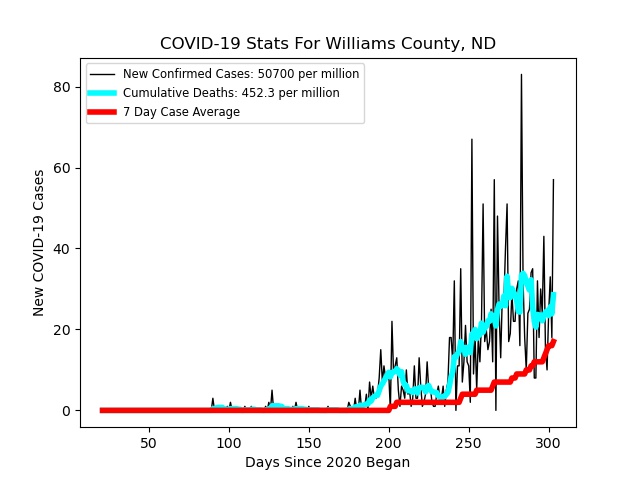 COVID-19 Stats For Williams County, ND
New Confirmed Cases: 50700 per million
Cumulative Deaths: 452.3 per million
7 Day Case Average
New COVID-19 Cases
80
60
40
20
0
50 100 150 200 250 300
Days Since 2020 Began